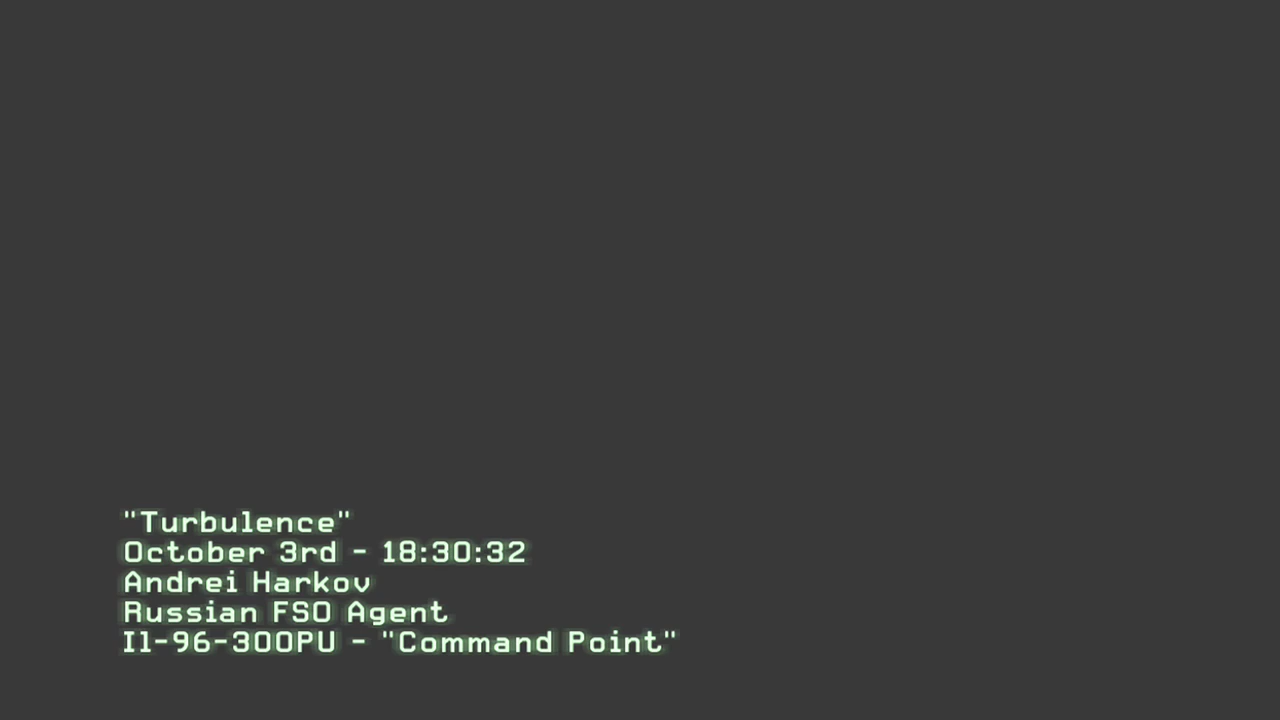 "Turbulence"
October 3rd - 18:30:32
Andrei Harkov
Russian FSO Agent
Il-96-300PU - "Command Point"